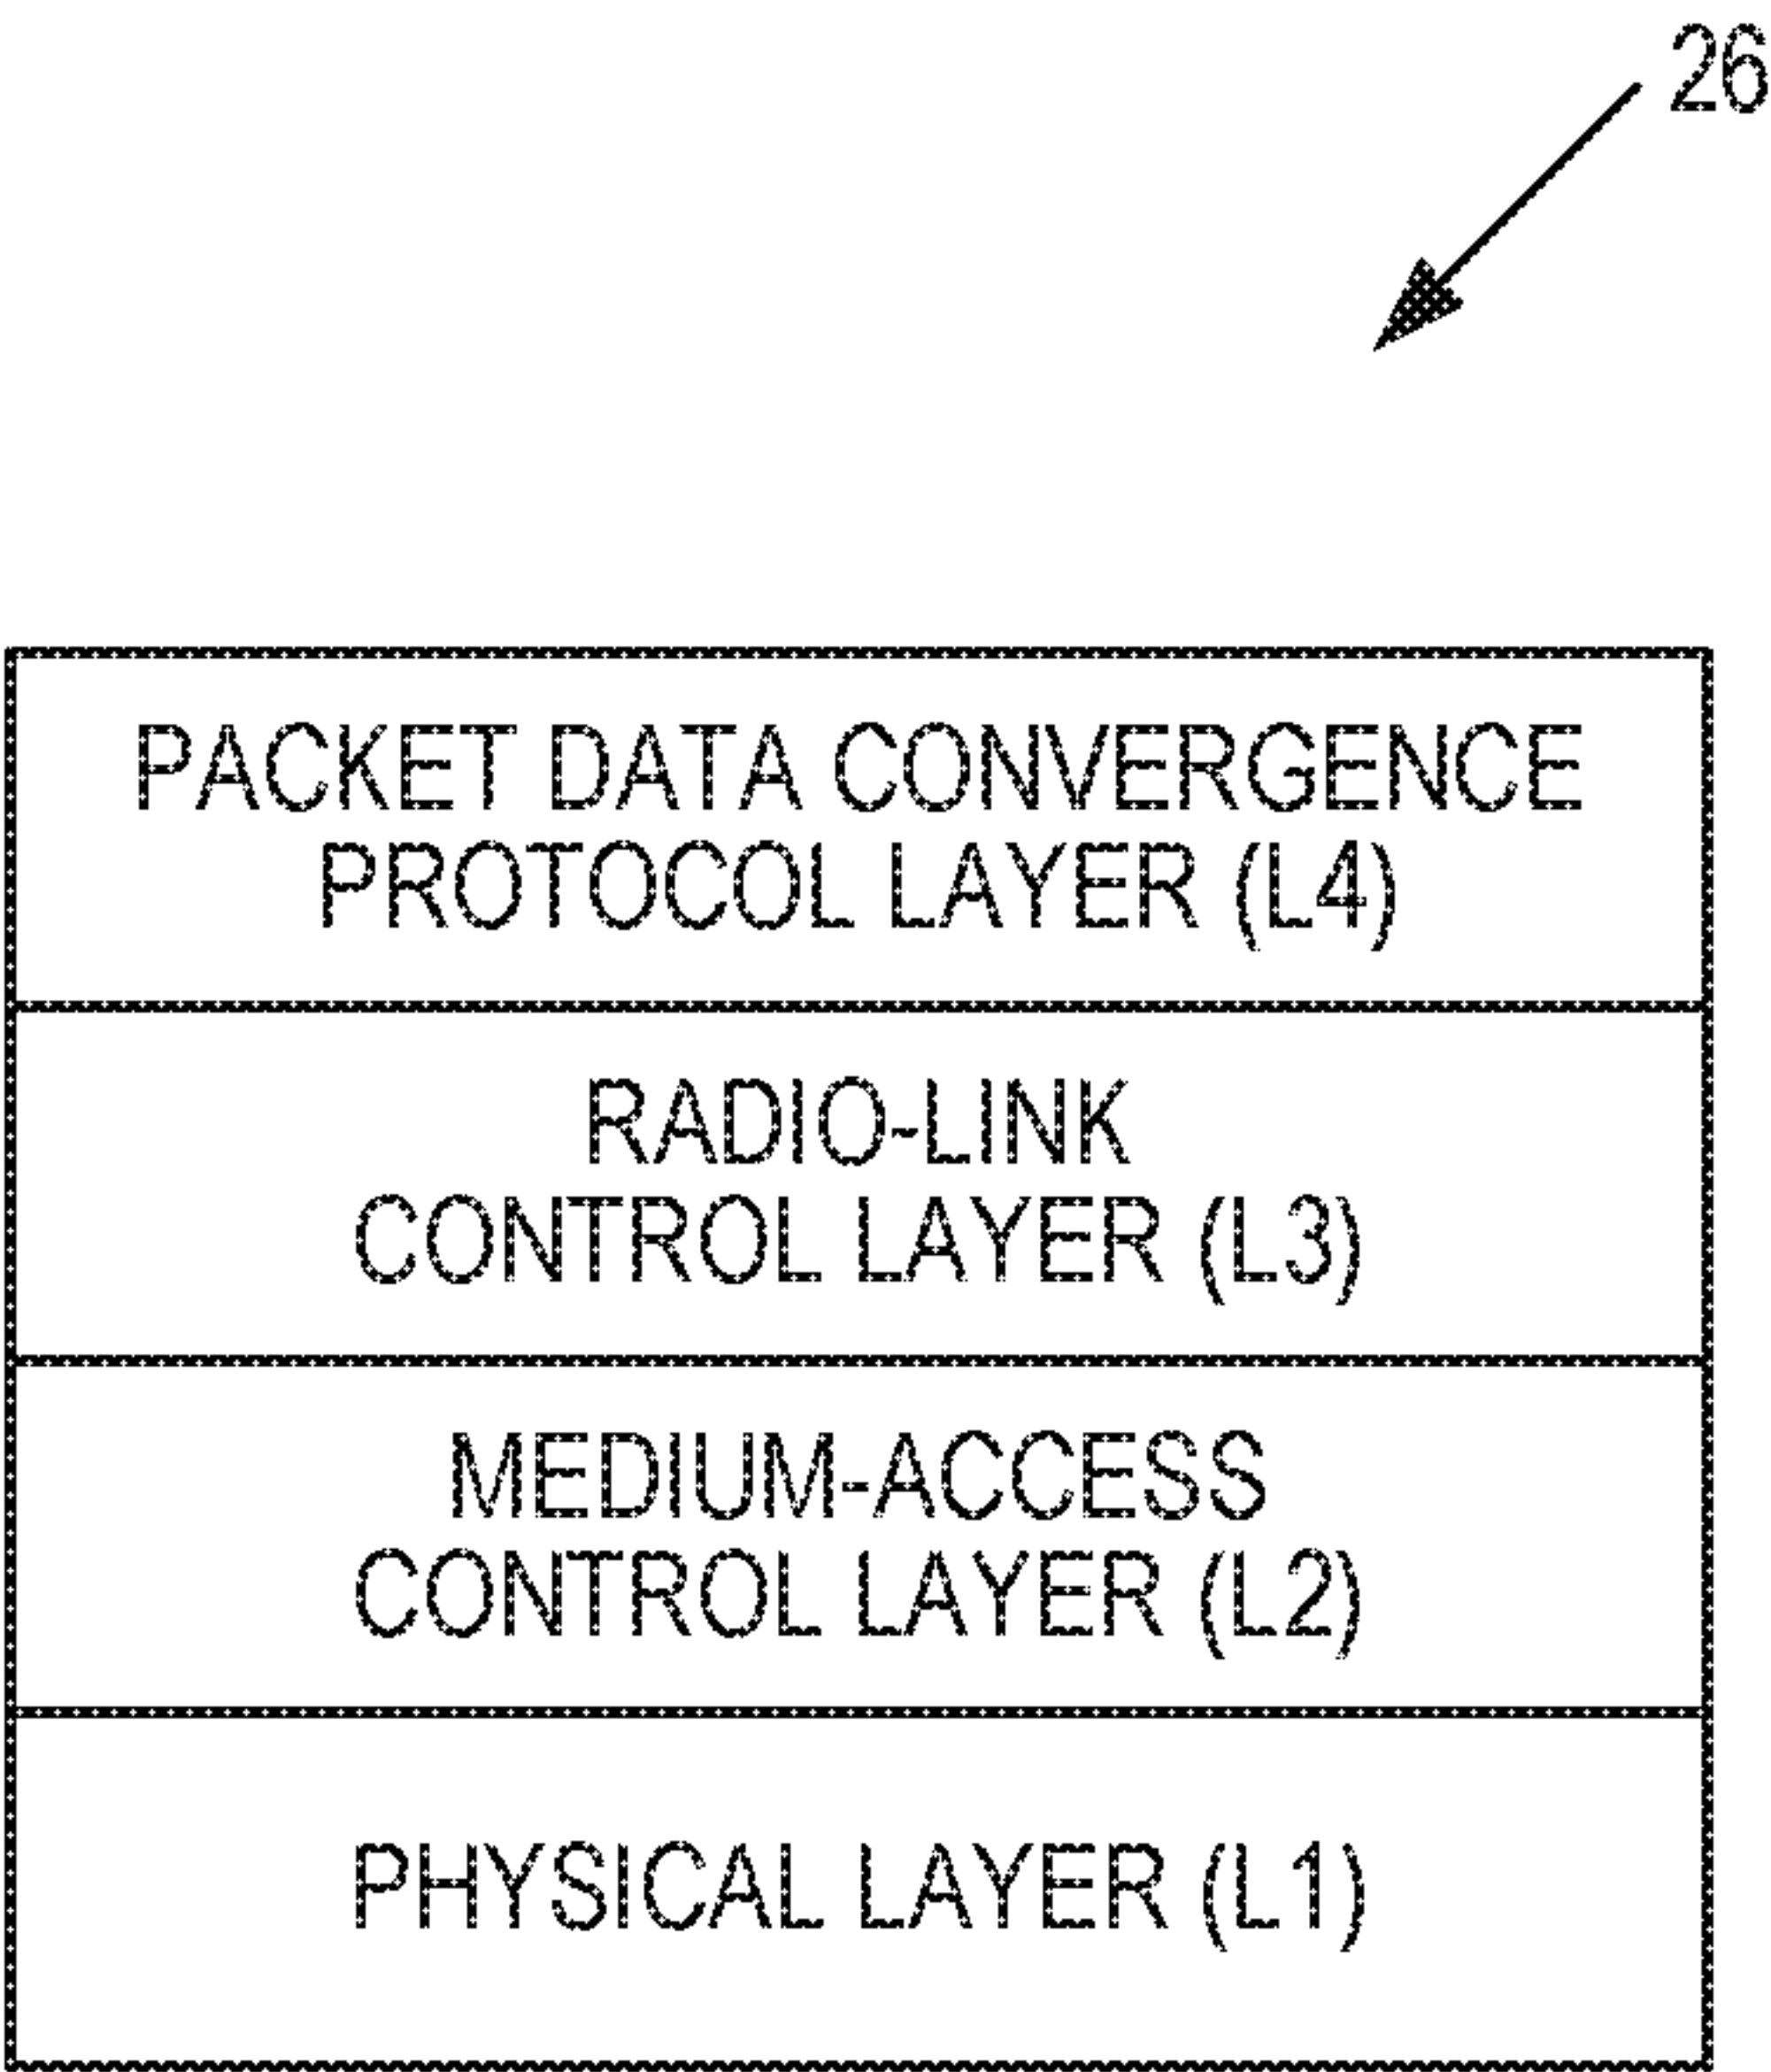 26
PACKET DATA CONVERGENCE
PROTOCOL LAYER (L4)
RADIO-LINK
CONTROL LAYER (L3)
MEDIUM-ACCESS
CONTROL LAYER (L2)
PHYSICAL LAYER (L1)